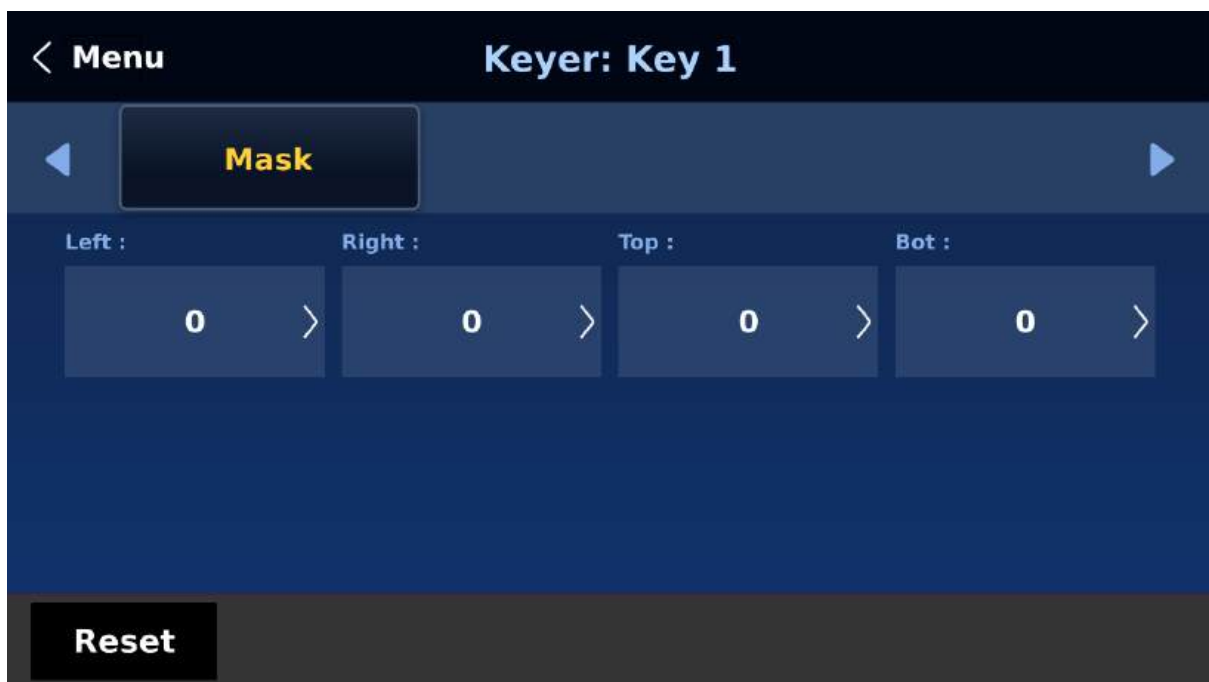 Menu
Keyer: Key 1
Mask
Left : Right : Top : Bot :
0 0 0 0
Reset